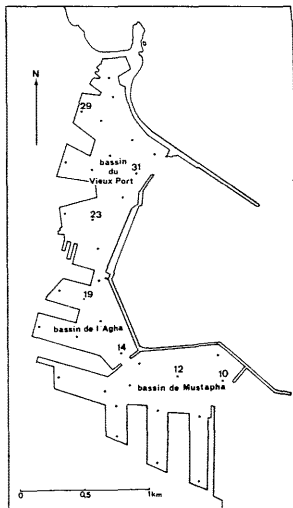 N
29
bassin
du
Vieux Port
31
23
19
bassin de l'Agha
14
12
10
bassin de Mustapha
0 0.5 1km